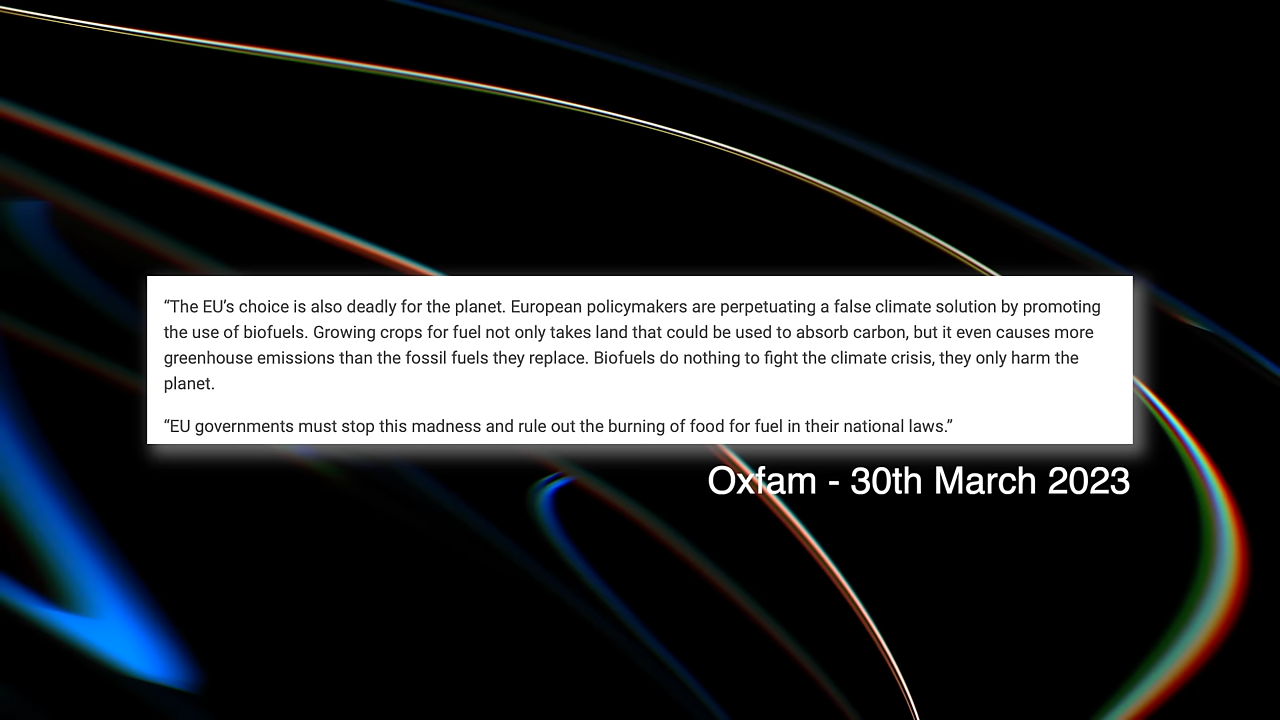 “The EU’s choice is also deadly for the planet. European policymakers are perpetuating a false climate solution by promoting
the use of biofuels. Growing crops for fuel not only takes land that could be used to absorb carbon, but it even causes more
greenhouse emissions than the fossil fuels they replace. Biofuels do nothing to fight the climate crisis, they only harm the
planet.
“EU governments must stop this madness and rule out the burning of food for fuel in their national laws.”
Oxfam - 30th March 2023